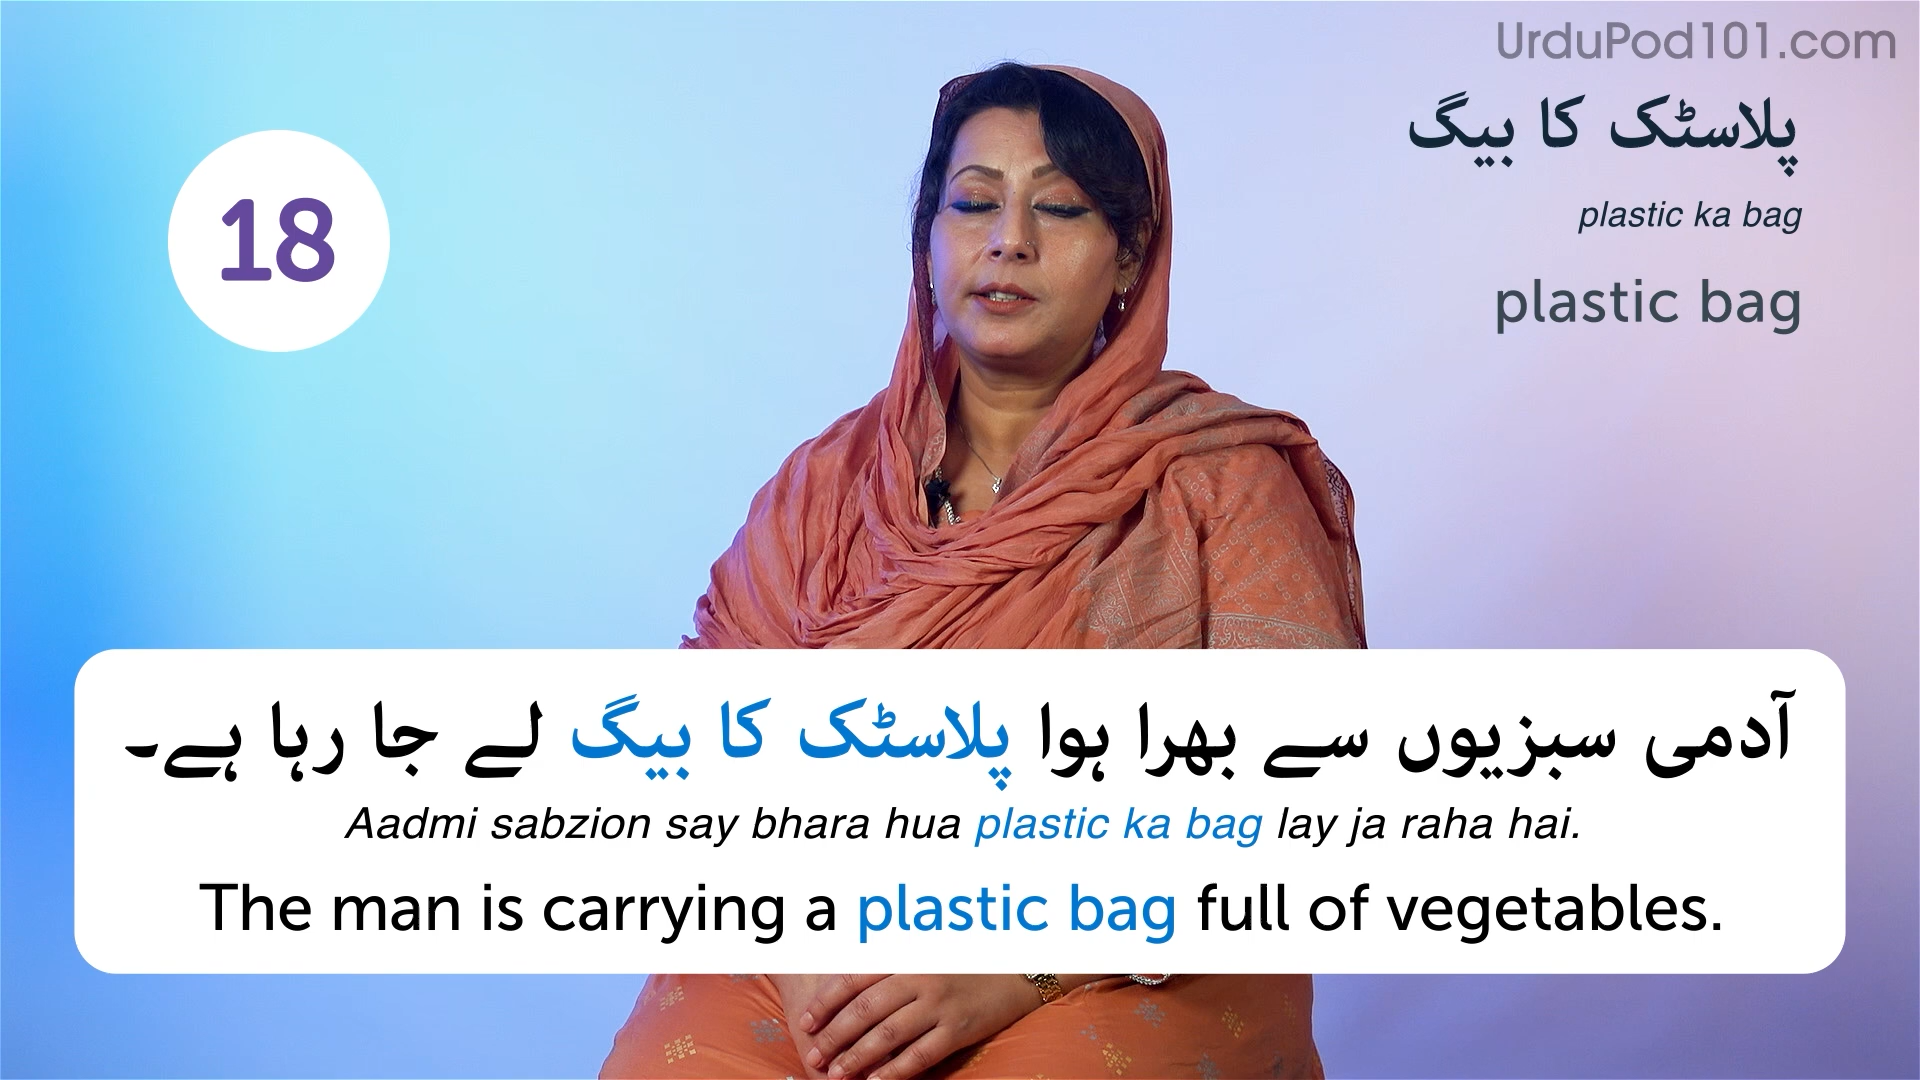 UrduPod101.com
18
پلاسٹک کا بیگ
plastic ka bag
plastic bag
آدمی سبزیوں سے بھرا ہوا پلاسٹک کا بیگ لے جا رہا ہے۔
Aadmi sabzion say bhara hua plastic ka bag lay ja raha hai.
The man is carrying a plastic bag full of vegetables.